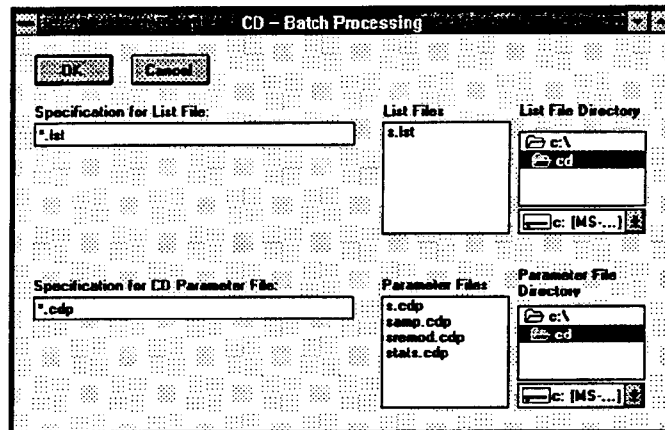 CD – Batch Processing
OK
Cancel
Specification for List File:
*.lst
List Files
s.lst
List File Directory
c:\
cd
c: [MS-...]
Specification for CD Parameter File:
*.cdp
Parameter Files
s.cdp
samp.cdp
sremod.cdp
stats.cdp
Parameter File
Directory
c:\
cd
c: [MS-...]